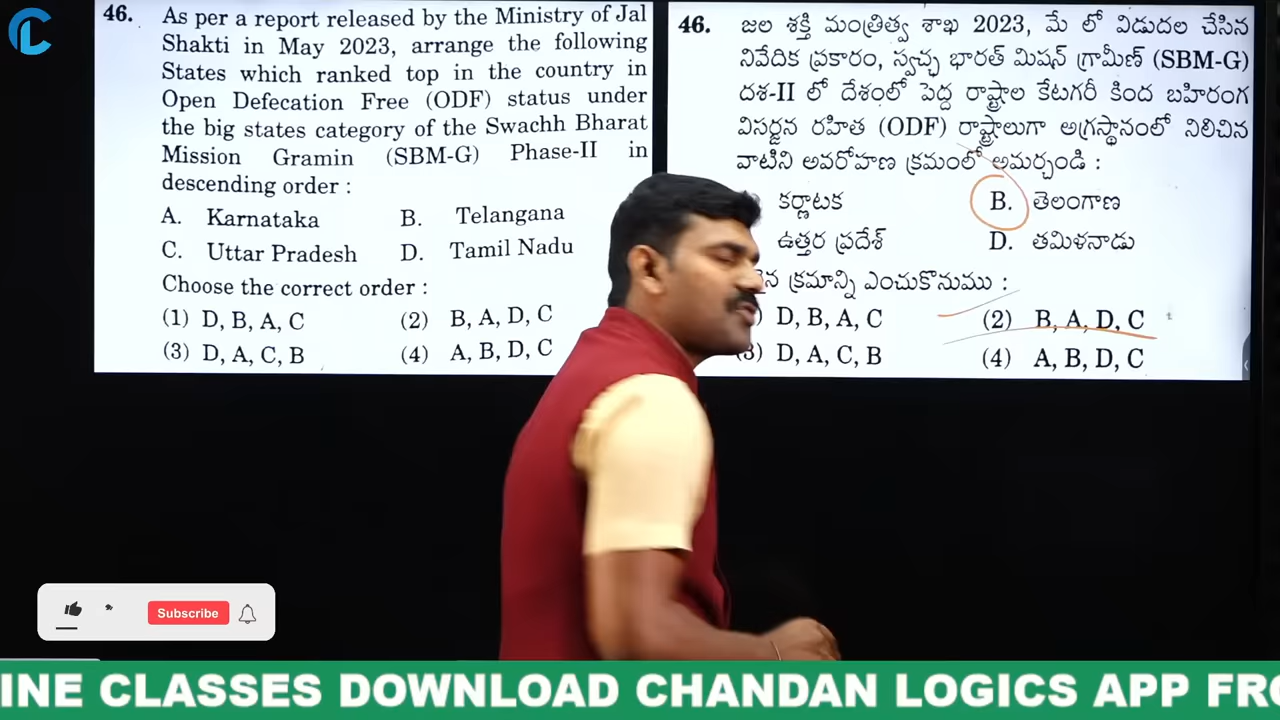 46. As per a report released by the Ministry of Jal
Shakti in May 2023, arrange the following
States which ranked top in the country in
Open Defecation Free (ODF) status under
the big states category of the Swachh Bharat
Mission Gramin (SBM-G) Phase-II in
descending order :
A. Karnataka B. Telangana
C. Uttar Pradesh D. Tamil Nadu
Choose the correct order :
(1) D, B, A, C (2) B, A, D, C
(3) D, A, C, B (4) A, B, D, C
46. జల శక్తి మంత్రిత్వ శాఖ 2023, మే లో విడుదల చేసిన
నివేదిక ప్రకారం, స్వచ్ఛ భారత్ మిషన్ గ్రామీణ్ (SBM-G)
దశ-II లో దేశంలో పెద్ద రాష్ట్రాల కేటగరీ కింద బహిరంగ
విసర్జన రహిత (ODF) రాష్ట్రాలుగా అగ్రస్థానంలో నిలిచిన
వాటిని అవరోహణ క్రమంలో అమర్చండి :
కర్ణాటక B. తెలంగాణ
ఉత్తర ప్రదేశ్ D. తమిళనాడు
క్రమాన్ని ఎంచుకొనుము :
D, B, A, C (2) B, A, D, C
3) D, A, C, B (4) A, B, D, C
Subscribe
INE CLASSES DOWNLOAD CHANDAN LOGICS APP FRO